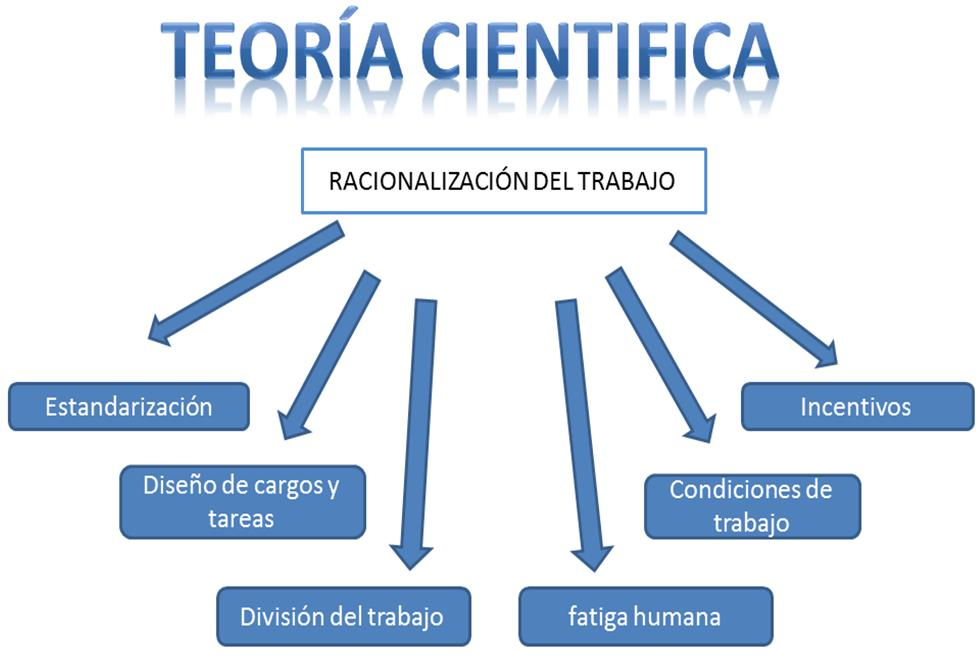 TEORÍA CIENTIFICA
RACIONALIZACIÓN DEL TRABAJO
Estandarización
Incentivos
Diseño de cargos y
tareas
Condiciones de
trabajo
División del trabajo
fatiga humana